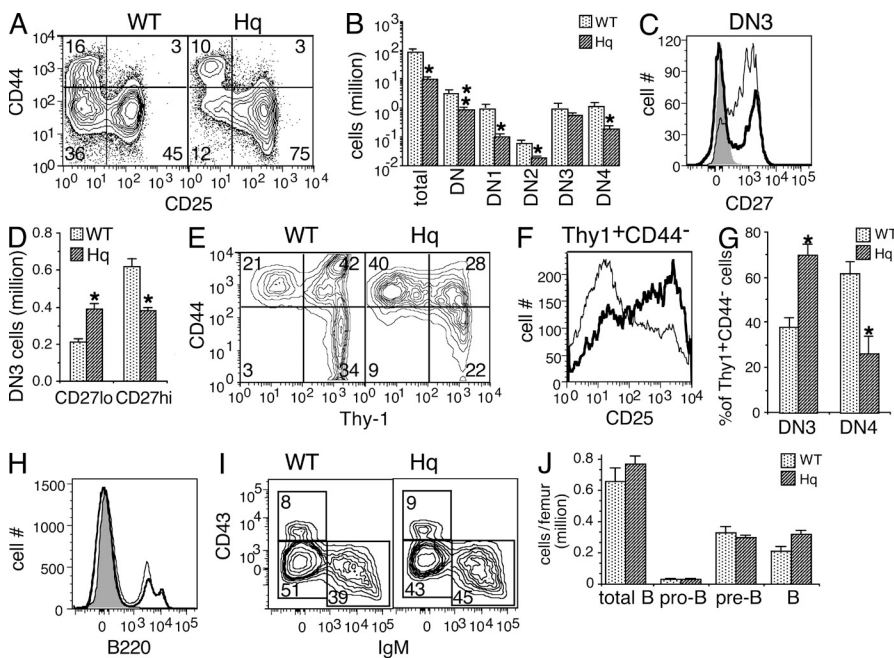 A WT Hq
CD44
10⁴
10³
10²
10¹
10⁰
16 3 10 3
36 45 12 75
10⁰ 10¹ 10² 10³ 10⁴ 10⁰ 10¹ 10² 10³ 10⁴
CD25
B
WT
Hq
cells (million)
10³
10²
10¹
10⁰
10⁻¹
10⁻²
* * * * * *
total DN DN1 DN2 DN3 DN4
C DN3
cell #
120
90
60
30
0
0 10³ 10⁴ 10⁵
CD27
D
WT
Hq
DN3 cells (million)
0.8
0.6
0.4
0.2
0.0
* *
CD27lo CD27hi
E WT Hq
CD44
10⁴
10³
10²
10¹
10⁰
21 42 40 28
3 34 9 22
10⁰ 10¹ 10² 10³ 10⁴ 10⁰ 10¹ 10² 10³ 10⁴
Thy-1
F Thy1⁺CD44⁻
cell #
200
150
100
50
0
10⁰ 10¹ 10² 10³ 10⁴
CD25
G
WT
Hq
%of Thy1⁺CD44⁻ cells
80
60
40
20
0
* *
DN3 DN4
H
cell #
1500
1000
500
0
0 10³ 10⁴ 10⁵
B220
I WT Hq
CD43
10⁵
10⁴
10³
0
8 9
51 39 43 45
0 10³ 10⁴ 10⁵ 0 10³ 10⁴ 10⁵
IgM
J
WT
Hq
cells/femur
(million)
0.8
0.6
0.4
0.2
0
total B pro-B pre-B B